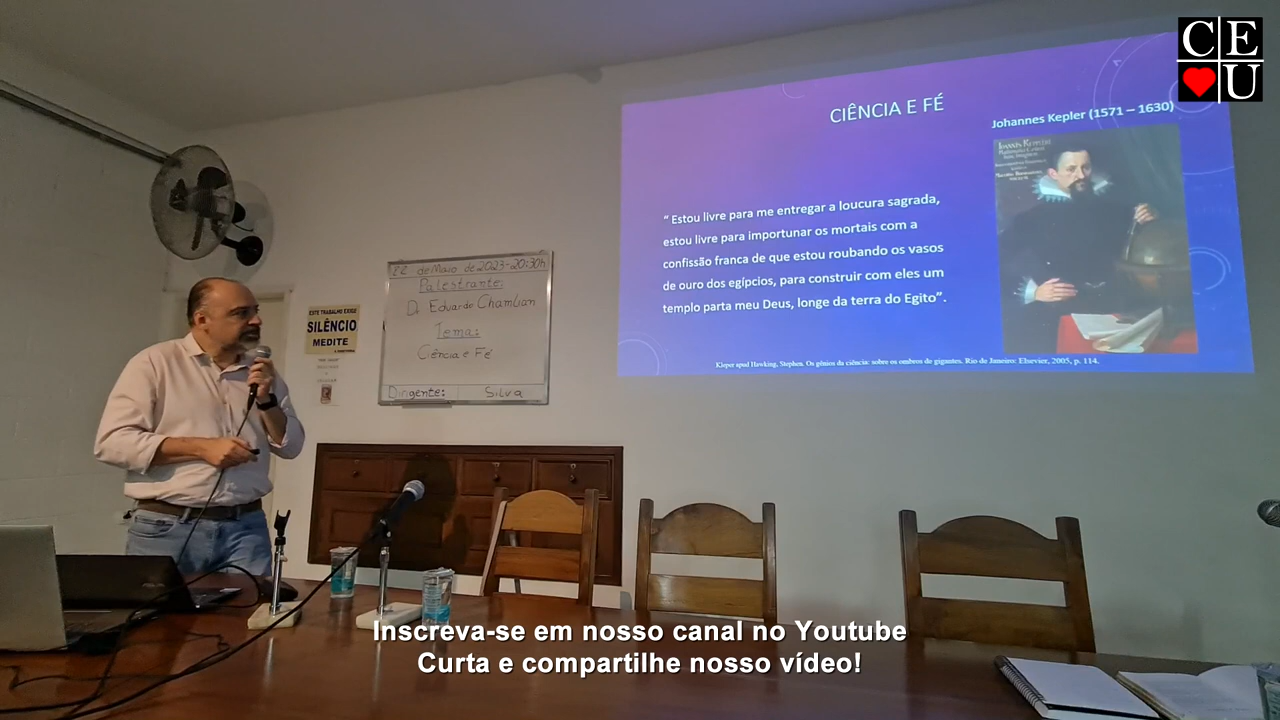 CIÊNCIA E FÉ
Johannes Kepler (1571 – 1630)
“ Estou livre para me entregar a loucura sagrada,
estou livre para importunar os mortais com a
confissão franca de que estou roubando os vasos
de ouro dos egípcios, para construir com eles um
templo parta meu Deus, longe da terra do Egito”.
Kleper apud Hawking, Stephen. Os gênios da ciência: sobre os ombros de gigantes. Rio de Janeiro: Elsevier, 2005, p. 114.
CE
U
de Maio de 2023-20:30h
Palestrante:
Dr Eduardo Chamlian
Tema:
Ciência e Fé
Dirigente: Silva
ESTE TRABALHO EXIGE
SILÊNCIO
MEDITE
Inscreva-se em nosso canal no Youtube
Curta e compartilhe nosso vídeo!